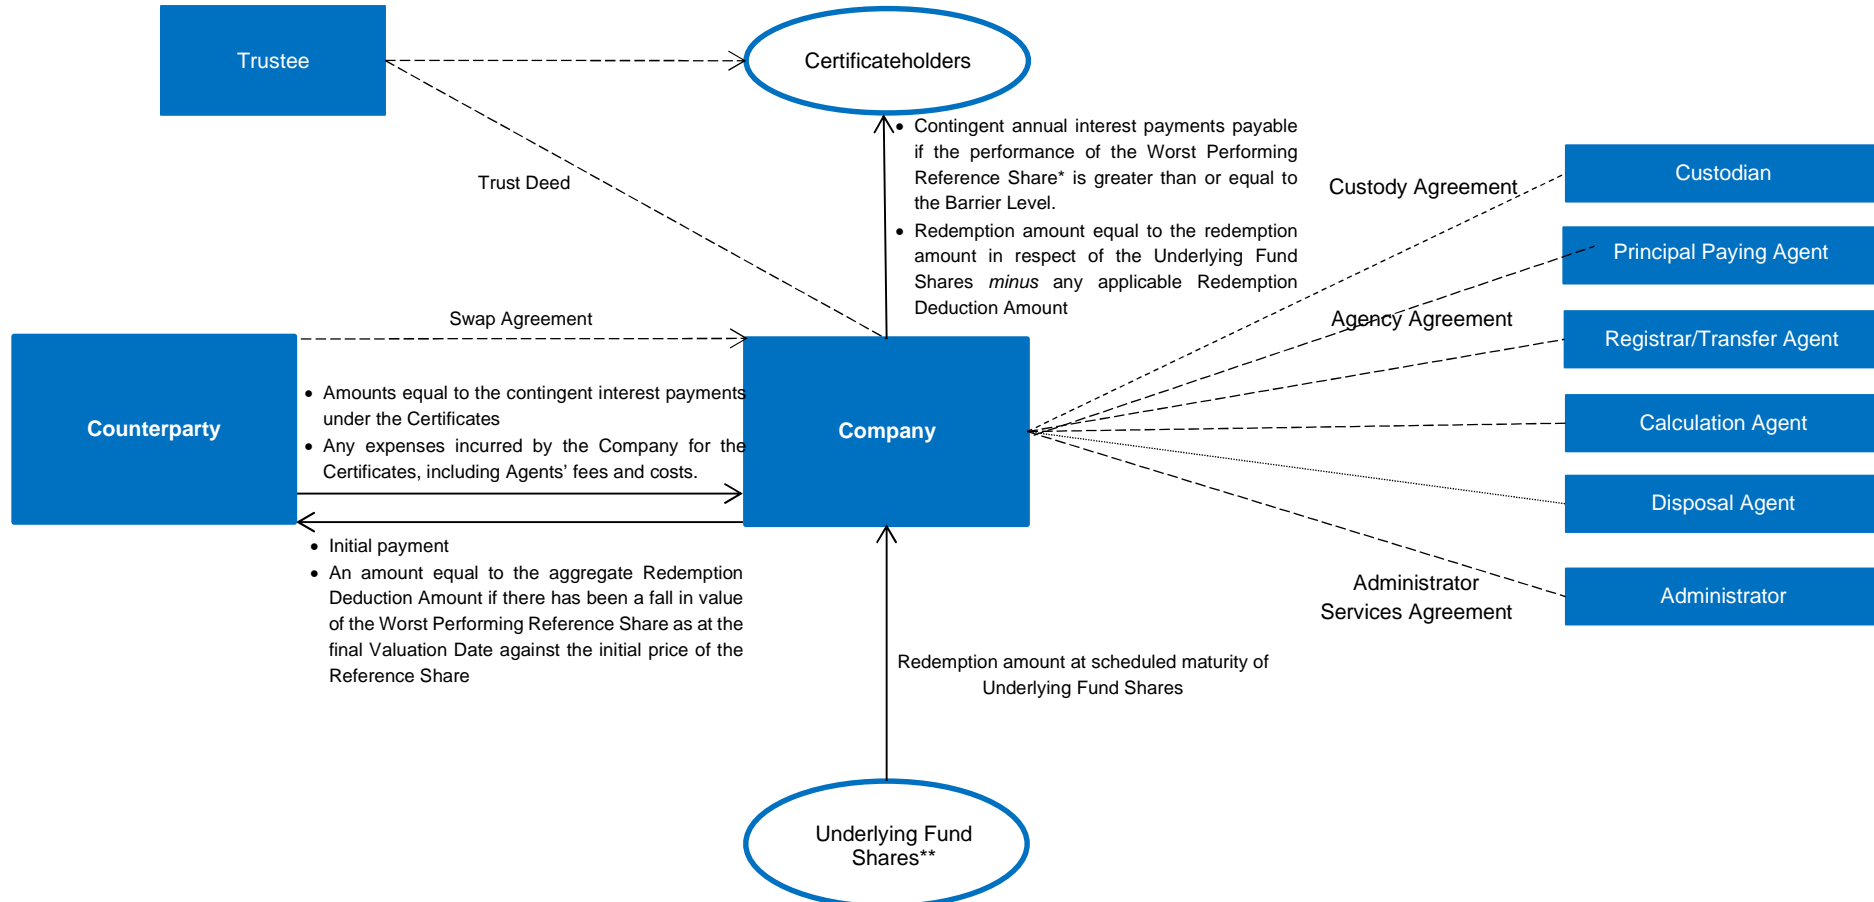 Trustee
Certificateholders
Trust Deed
• Contingent annual interest payments payable
if the performance of the Worst Performing
Reference Share* is greater than or equal to
the Barrier Level.
• Redemption amount equal to the redemption
amount in respect of the Underlying Fund
Shares minus any applicable Redemption
Deduction Amount
Custody Agreement
Custodian
Principal Paying Agent
Agency Agreement
Registrar/Transfer Agent
Calculation Agent
Disposal Agent
Administrator
Services Agreement
Administrator
Swap Agreement
Counterparty
• Amounts equal to the contingent interest payments
under the Certificates
• Any expenses incurred by the Company for the
Certificates, including Agents’ fees and costs.
Company
• Initial payment
• An amount equal to the aggregate Redemption
Deduction Amount if there has been a fall in value
of the Worst Performing Reference Share as at the
final Valuation Date against the initial price of the
Reference Share
Redemption amount at scheduled maturity of
Underlying Fund Shares
Underlying Fund
Shares**